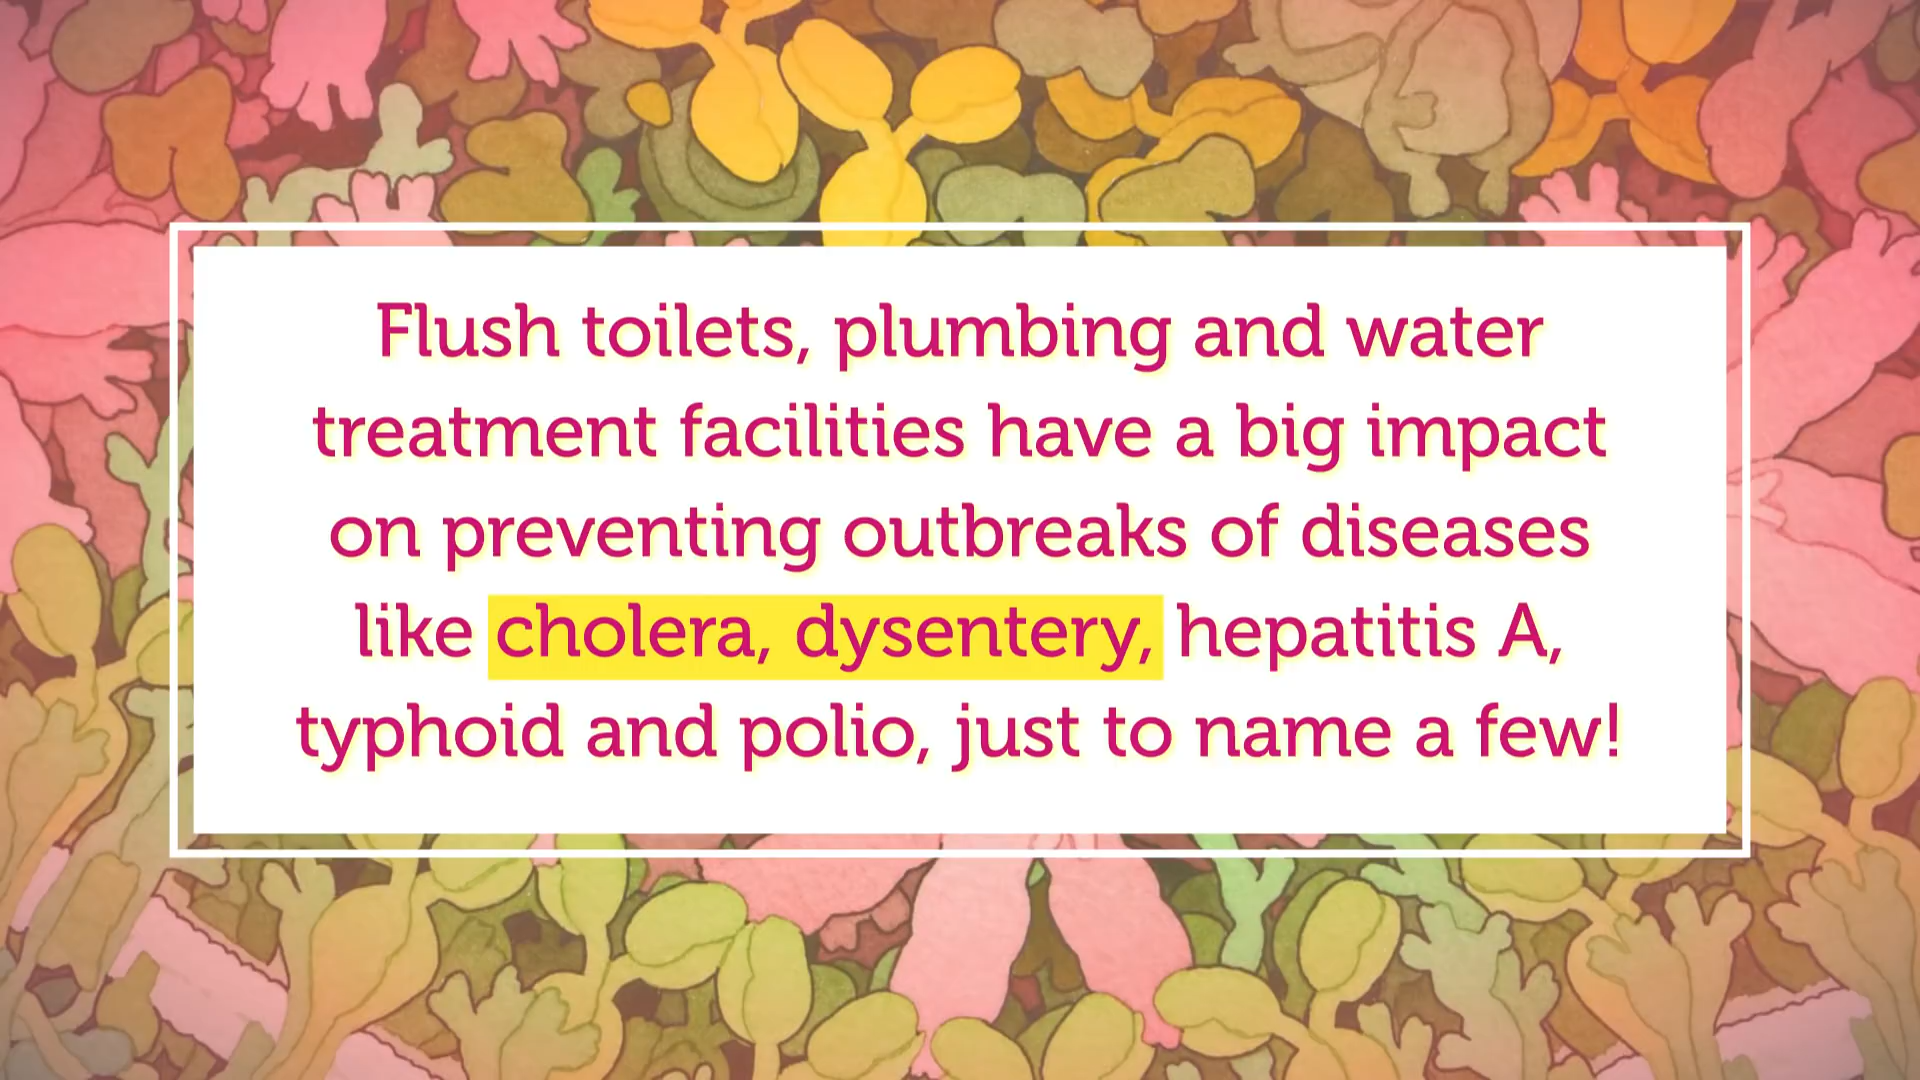 Flush toilets, plumbing and water
treatment facilities have a big impact
on preventing outbreaks of diseases
like cholera, dysentery, hepatitis A,
typhoid and polio, just to name a few!